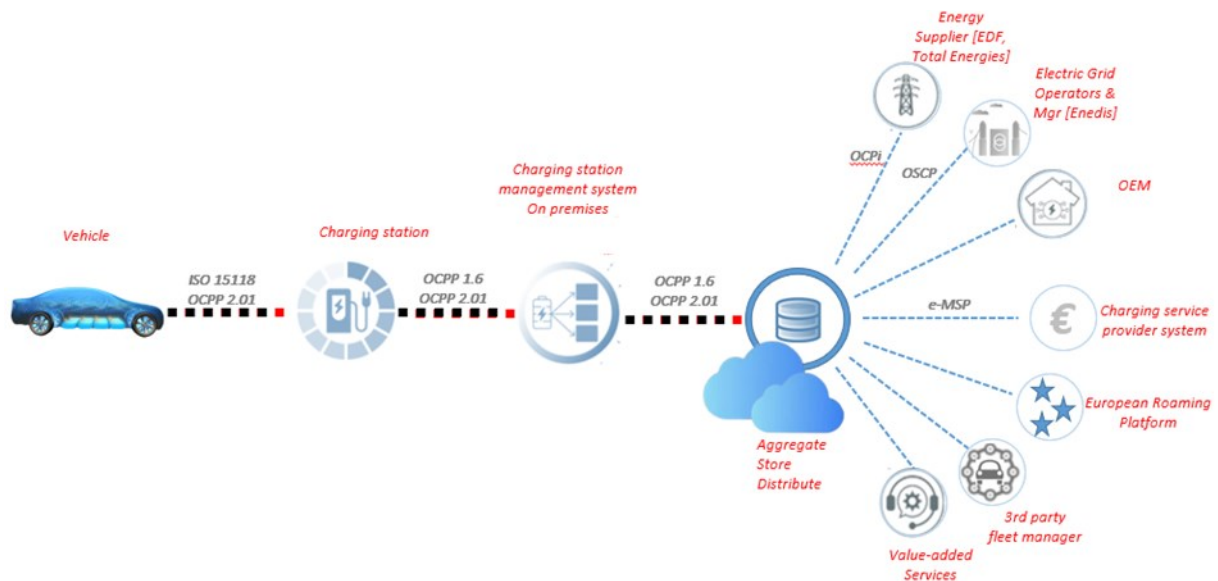 Energy
Supplier [EDF,
Total Energies]
Electric Grid
Operators &
Mgr [Enedis]
OCPi
OSCP
OEM
Charging station
management system
On premises
Vehicle
Charging station
ISO 15118
OCPP 2.01
OCPP 1.6
OCPP 2.01
OCPP 1.6
OCPP 2.01
e-MSP
€
Charging service
provider system
European Roaming
Platform
Aggregate
Store
Distribute
3rd party
fleet manager
Value-added
Services